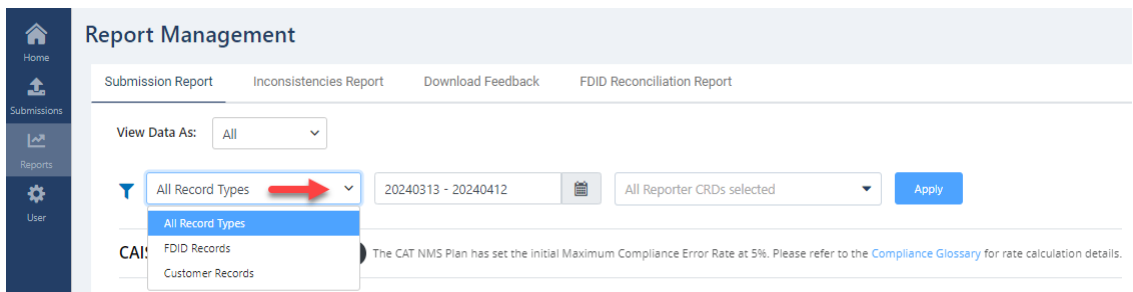 Home
Submissions
Reports
User
Report Management
Submission Report Inconsistencies Report Download Feedback FDID Reconciliation Report
View Data As: All
All Record Types 20240313 - 20240412 All Reporter CRDs selected Apply
All Record Types
FDID Records
Customer Records
The CAT NMS Plan has set the initial Maximum Compliance Error Rate at 5%. Please refer to the Compliance Glossary for rate calculation details.